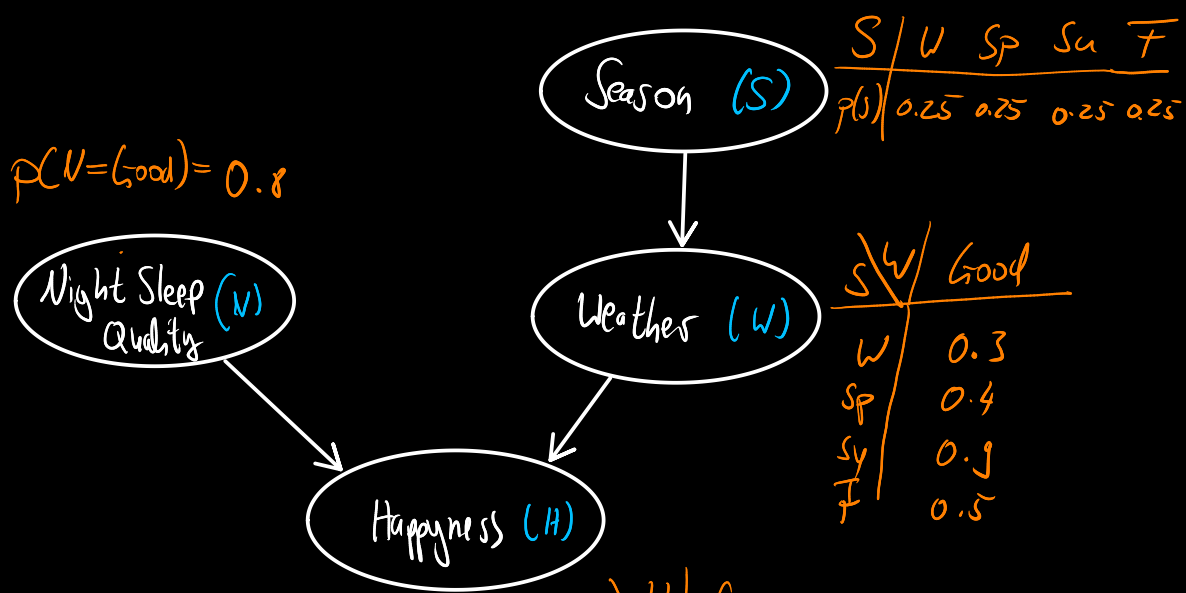 Season (S)
S W Sp Su F
p(S) 0.25 0.25 0.25 0.25
p(N=Good)= 0.8
Night Sleep
Quality (N)
Weather (W)
S W Good
W 0.3
Sp 0.4
Su 0.9
F 0.5
Happyness (H)